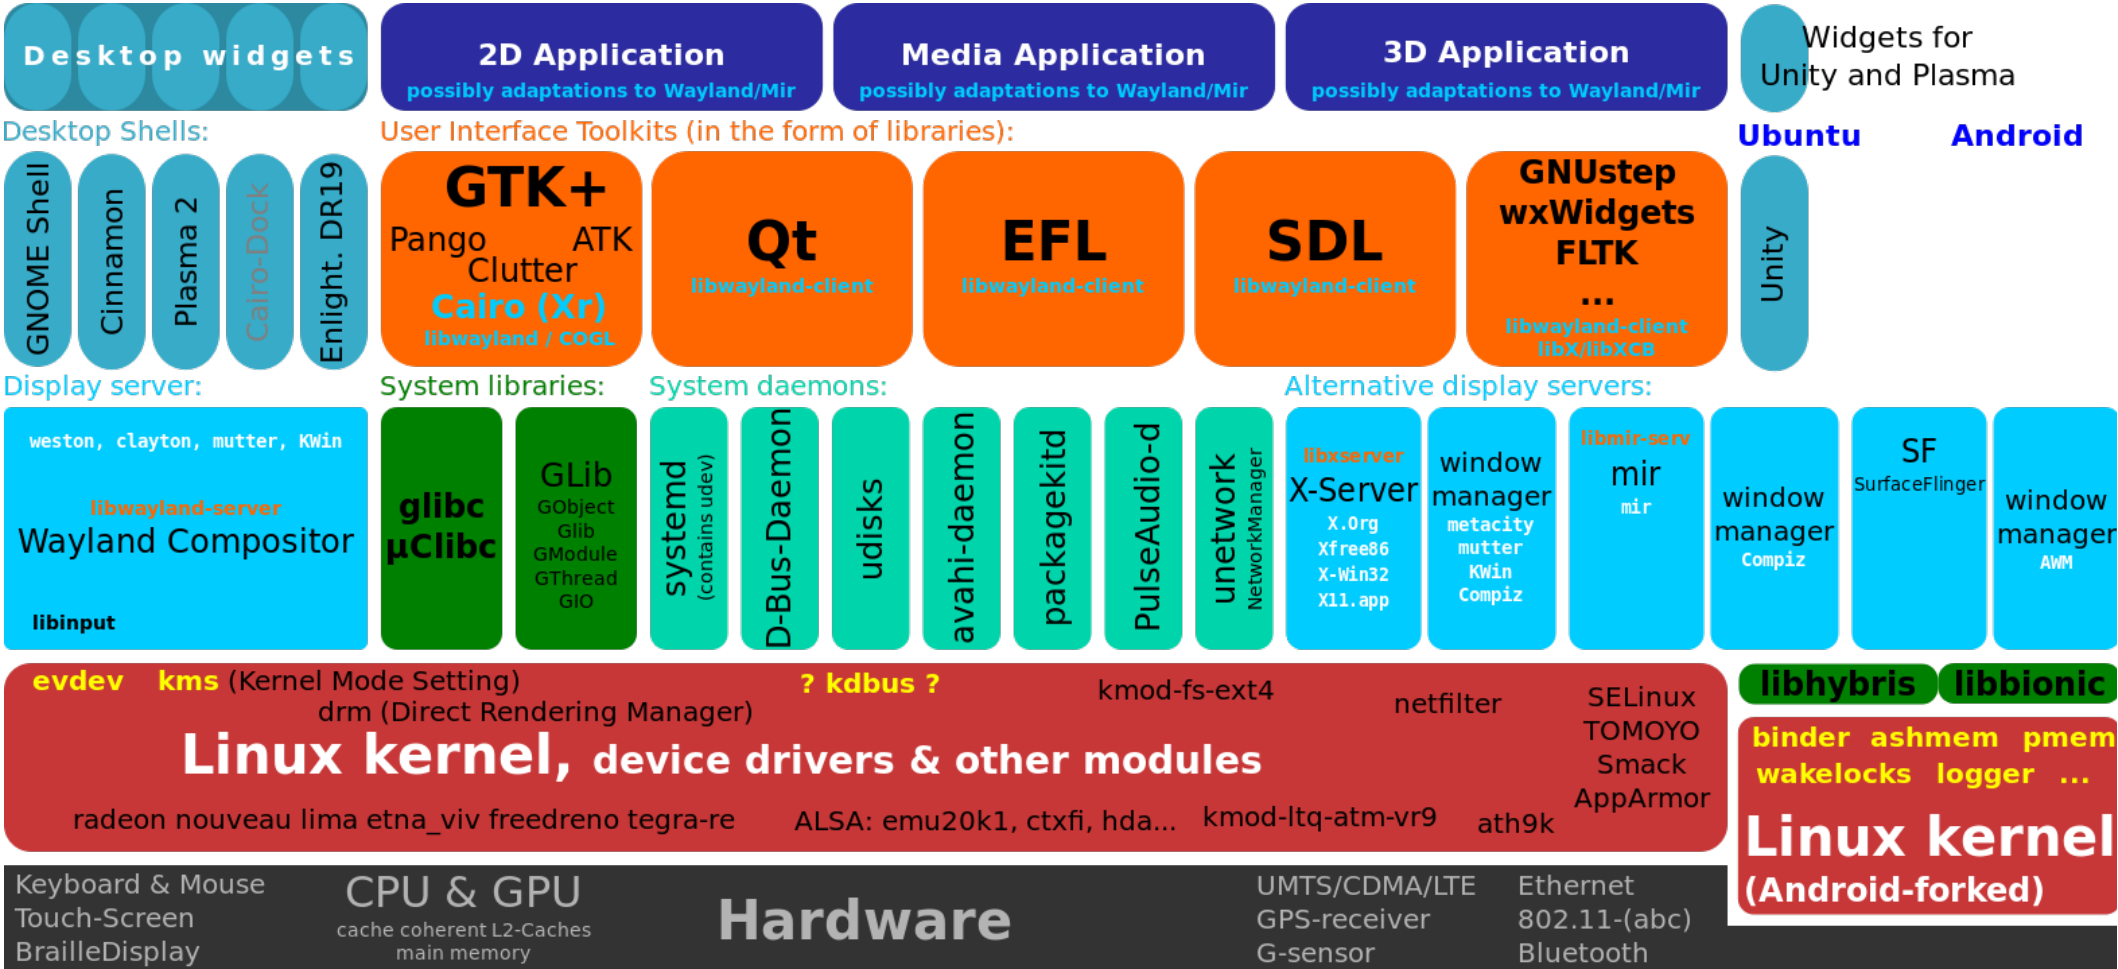 Desktop widgets
2D Application
possibly adaptations to Wayland/Mir
Media Application
possibly adaptations to Wayland/Mir
3D Application
possibly adaptations to Wayland/Mir
Widgets for
Unity and Plasma
Desktop Shells:
User Interface Toolkits (in the form of libraries):
Ubuntu
Android
GNOME Shell
Cinnamon
Plasma 2
Cairo-Dock
Enlight. DR19
GTK+
Pango
ATK
Clutter
Cairo (Xr)
libwayland / COGL
Qt
libwayland-client
EFL
libwayland-client
SDL
libwayland-client
GNUstep
wxWidgets
FLTK
...
libwayland-client
libX/libXCB
Unity
Display server:
System libraries:
System daemons:
Alternative display servers:
weston, clayton, mutter, KWin
libwayland-server
Wayland Compositor
libinput
glibc
µClibc
GLib
GObject
Glib
GModule
GThread
GIO
systemd
(contains udev)
D-Bus-Daemon
udisks
avahi-daemon
packagekitd
PulseAudio-d
unetwork
NetworkManager
libxserver
X-Server
X.Org
Xfree86
X-Win32
X11.app
window
manager
metacity
mutter
KWin
Compiz
libmir-serv
mir
mir
window
manager
Compiz
SF
SurfaceFlinger
window
manager
AWM
evdev kms (Kernel Mode Setting)
drm (Direct Rendering Manager)
? kdbus ?
kmod-fs-ext4
netfilter
SELinux
TOMOYO
Smack
AppArmor
Linux kernel, device drivers & other modules
radeon nouveau lima etna_viv freedreno tegra-re
ALSA: emu20k1, ctxfi, hda...
kmod-ltq-atm-vr9
ath9k
libhybris
libbionic
binder ashmem pmem
wakelocks logger ...
Linux kernel
(Android-forked)
Keyboard & Mouse
Touch-Screen
BrailleDisplay
CPU & GPU
cache coherent L2-Caches
main memory
Hardware
UMTS/CDMA/LTE
GPS-receiver
G-sensor
Ethernet
802.11-(abc)
Bluetooth